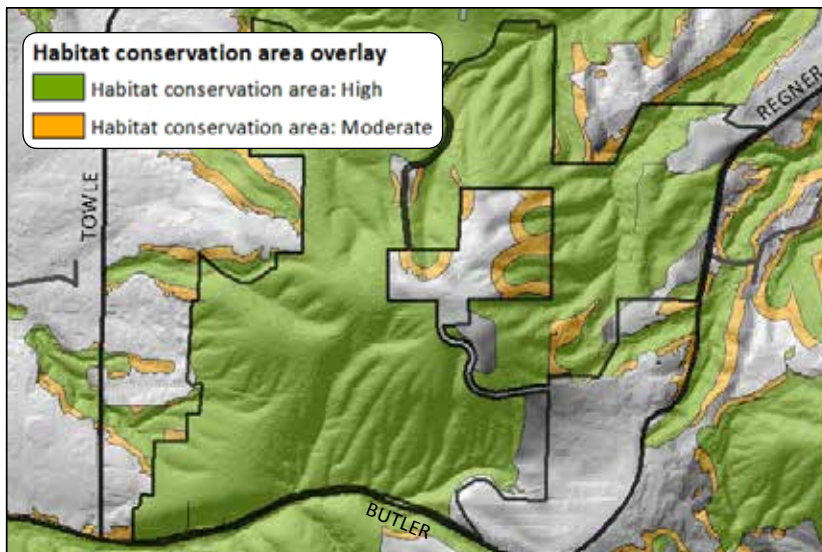 Habitat conservation area overlay
Habitat conservation area: High
Habitat conservation area: Moderate
REGNER
TOWLE
BUTLER